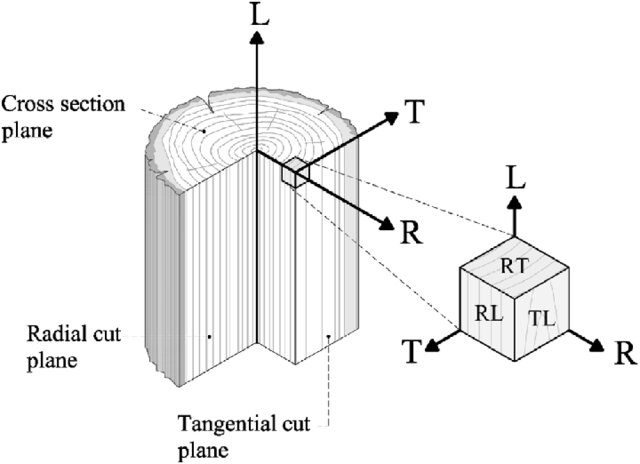 L
Cross section
plane
T
R
L
RT
RL
TL
T
R
Radial cut
plane
Tangential cut
plane